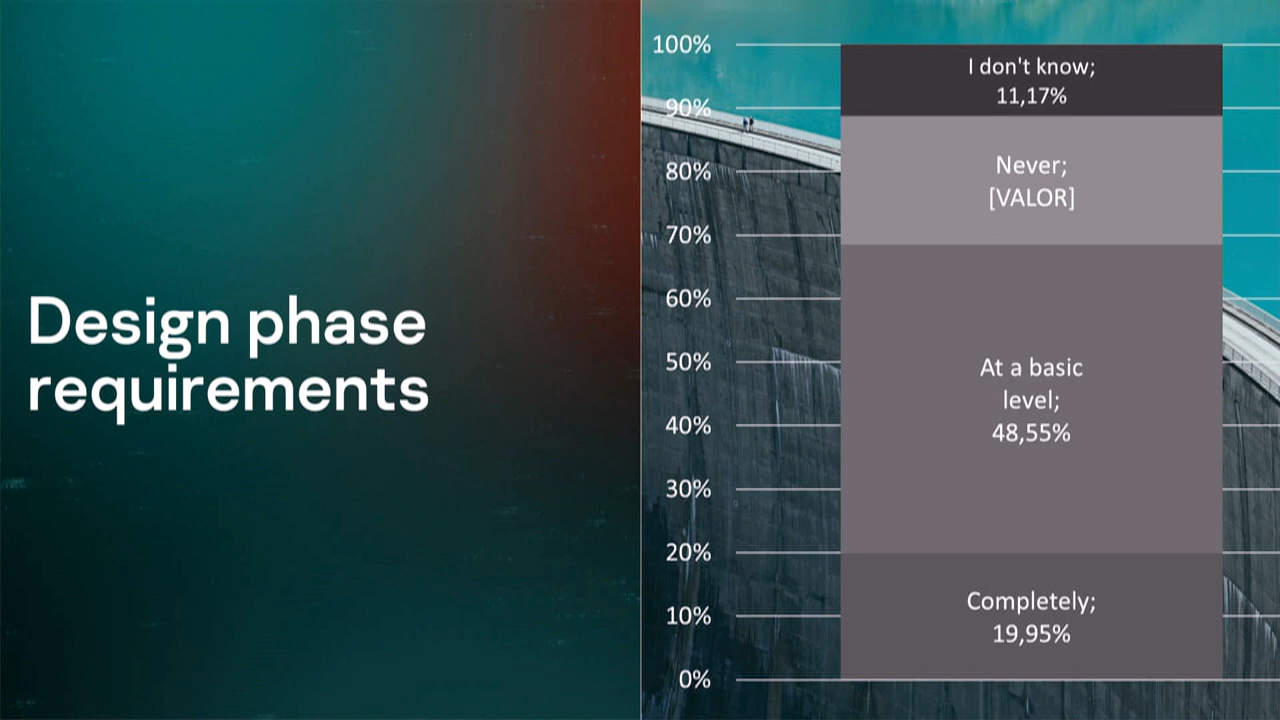 Design phase
requirements
100%
90%
80%
70%
60%
50%
40%
30%
20%
10%
0%
I don't know;
11,17%
Never;
[VALOR]
At a basic
level;
48,55%
Completely;
19,95%